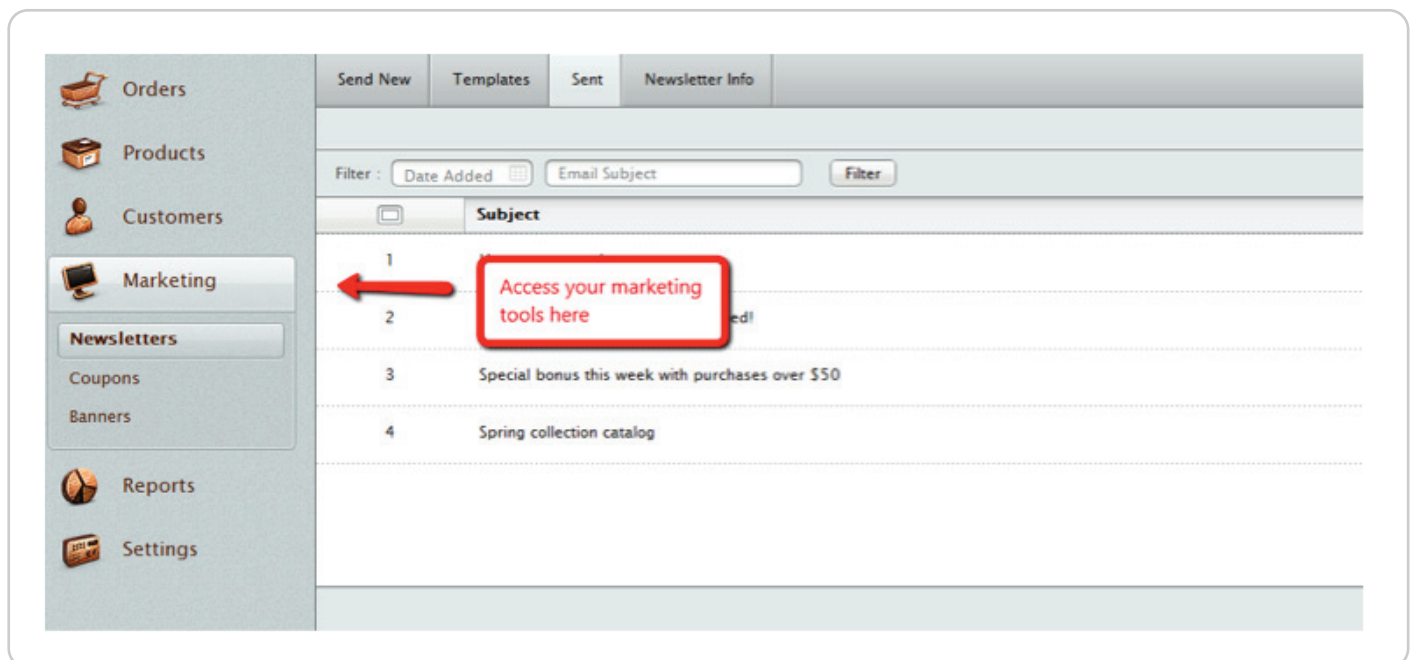 Orders
Products
Customers
Marketing
Newsletters
Coupons
Banners
Reports
Settings
Send New Templates Sent Newsletter Info
Filter : Date Added Email Subject Filter
Subject
1
Access your marketing
tools here
2 ed!
3 Special bonus this week with purchases over $50
4 Spring collection catalog